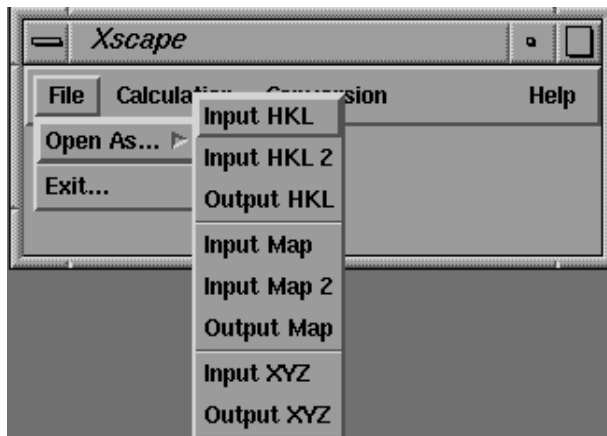 Xscape
File Help
Open As...
Exit...
Input HKL
Input HKL 2
Output HKL
Input Map
Input Map 2
Output Map
Input XYZ
Output XYZ